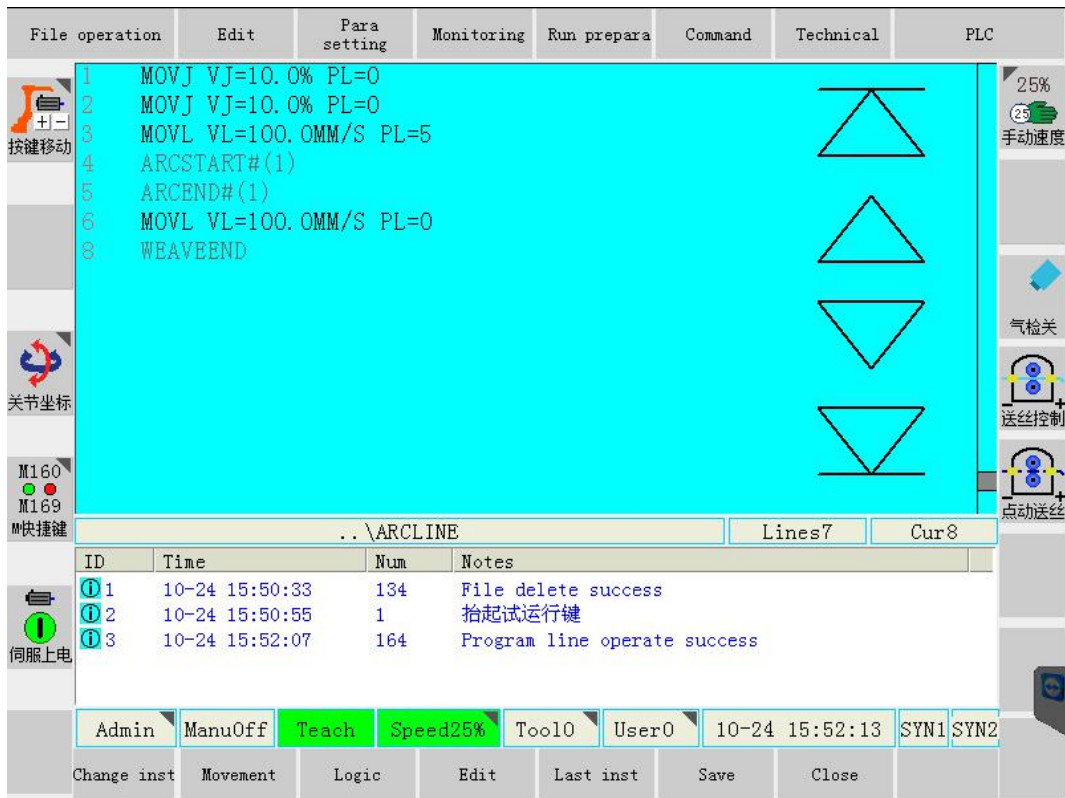 File operation Edit Para setting Monitoring Run prepara Command Technical PLC
1 MOVJ VJ=10.0% PL=0
2 MOVJ VJ=10.0% PL=0
3 MOVL VL=100.0MM/S PL=5
4 ARCSTART#(1)
5 ARCEND#(1)
6 MOVL VL=100.0MM/S PL=0
8 WEAVEEND
按键移动
关节坐标
M160
M169
M快捷键
伺服上电
25%
25
手动速度
气检关
送丝控制
点动送丝
..\ARCLINE Lines7 Cur8
ID Time Num Notes
1 10-24 15:50:33 134 File delete success
2 10-24 15:50:55 1 抬起试运行键
3 10-24 15:52:07 164 Program line operate success
Admin ManuOff Teach Speed25% Tool0 User0 10-24 15:52:13 SYN1 SYN2
Change inst Movement Logic Edit Last inst Save Close